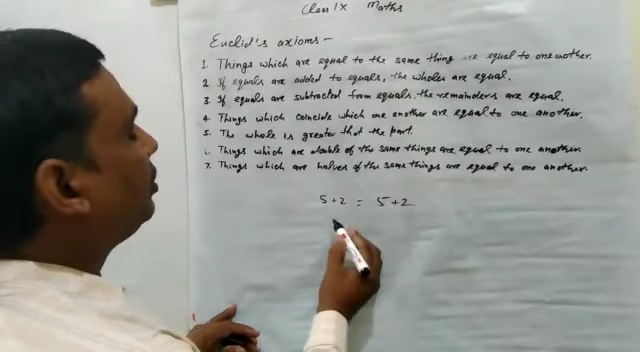 Class IX Maths
Euclid's axioms -
1. Things which are equal to the same thing are equal to one another.
2 If equals are added to equals, the wholes are equal.
3 If equals are subtracted from equals, the remainders are equal.
4. Things which coincide which one another are equal to one another.
5. The whole is greater that the part.
6. Things which are double of the same things are equal to one another.
7. Things which are halves of the same things are equal to one another.
5+2 = 5+2